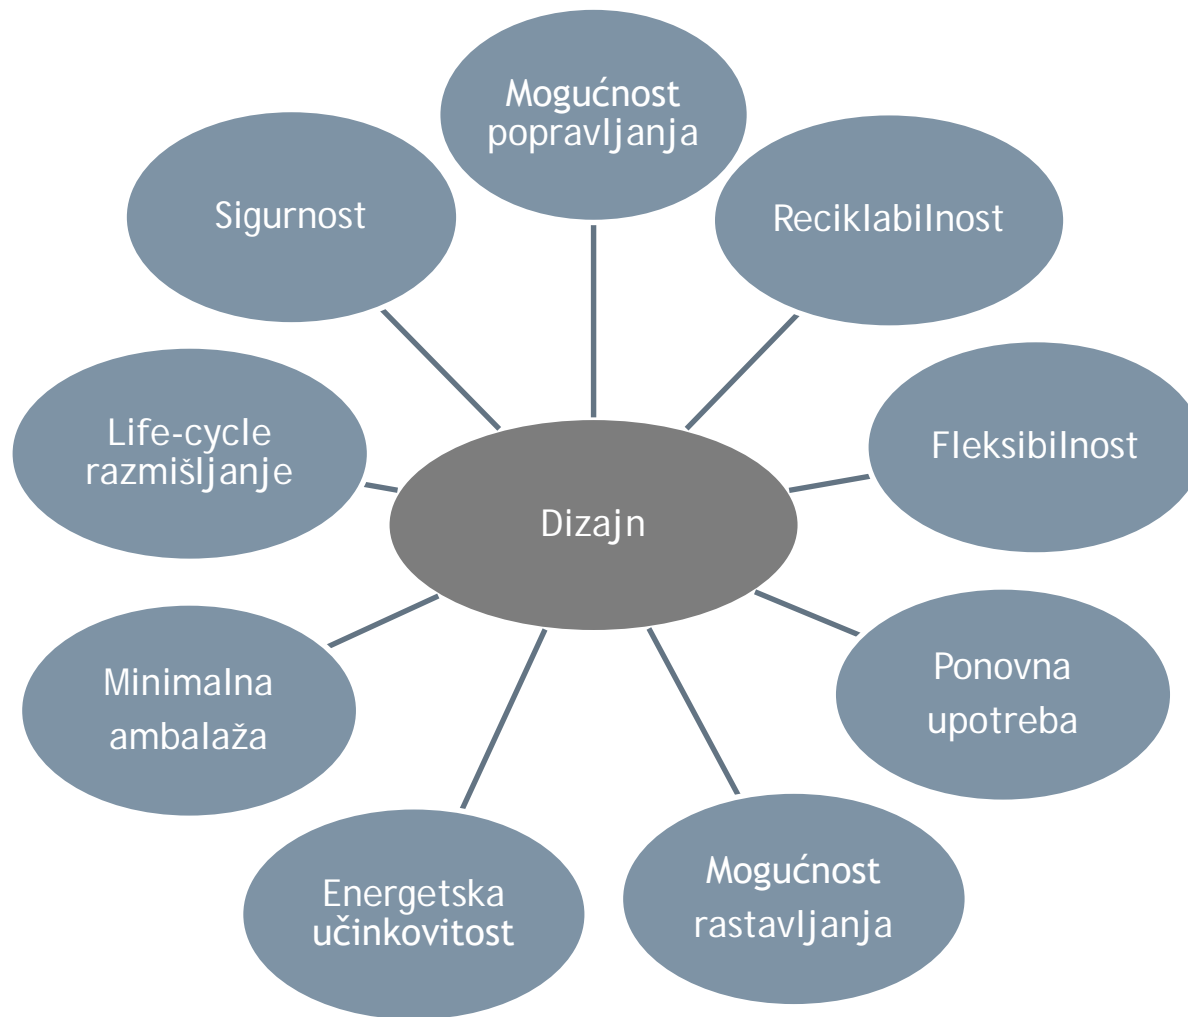 Mogućnost
popravljanja
Reciklabilnost
Fleksibilnost
Ponovna
upotreba
Mogućnost
rastavljanja
Energetska
učinkovitost
Minimalna
ambalaža
Life-cycle
razmišljanje
Sigurnost
Dizajn